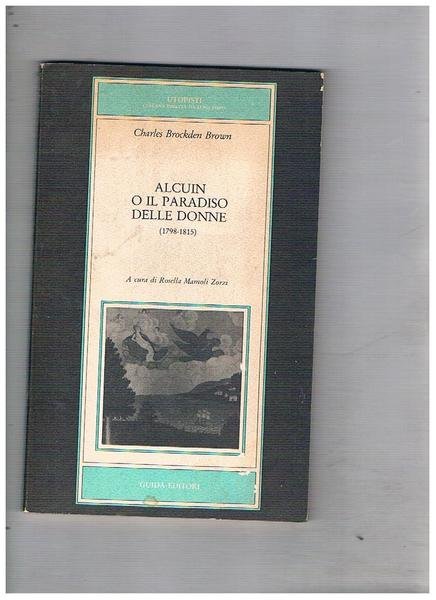 UTOPISTI
Charles Brockden Brown
ALCUIN
O IL PARADISO
DELLE DONNE
(1798-1815)
A cura di Rosella Mamoli Zorzi
GUIDA EDITORI